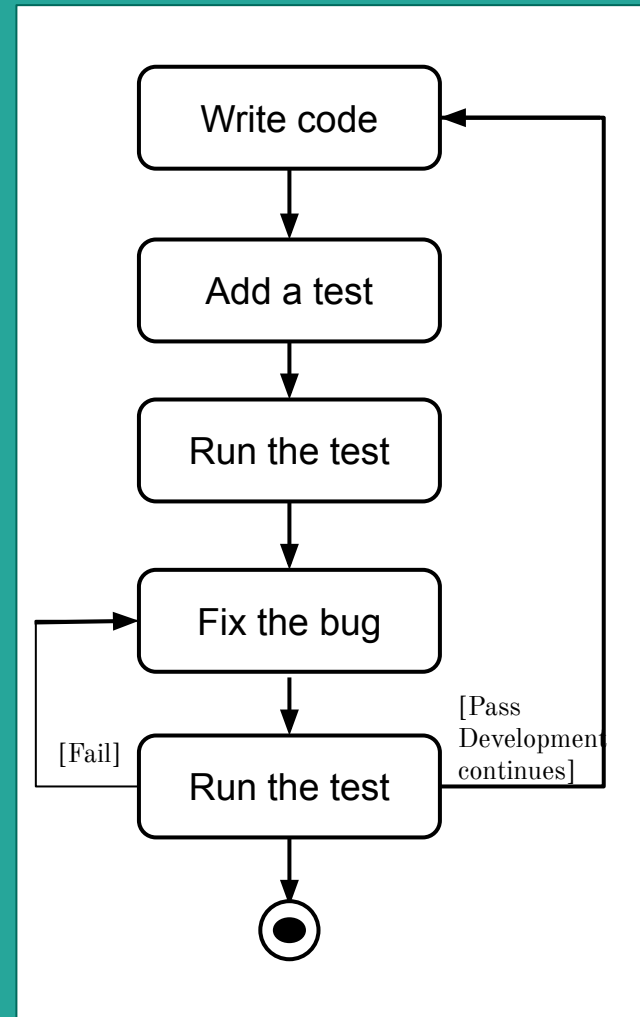 Write code
Add a test
Run the test
Fix the bug
[Fail]
[Pass
Development
continues]
Run the test